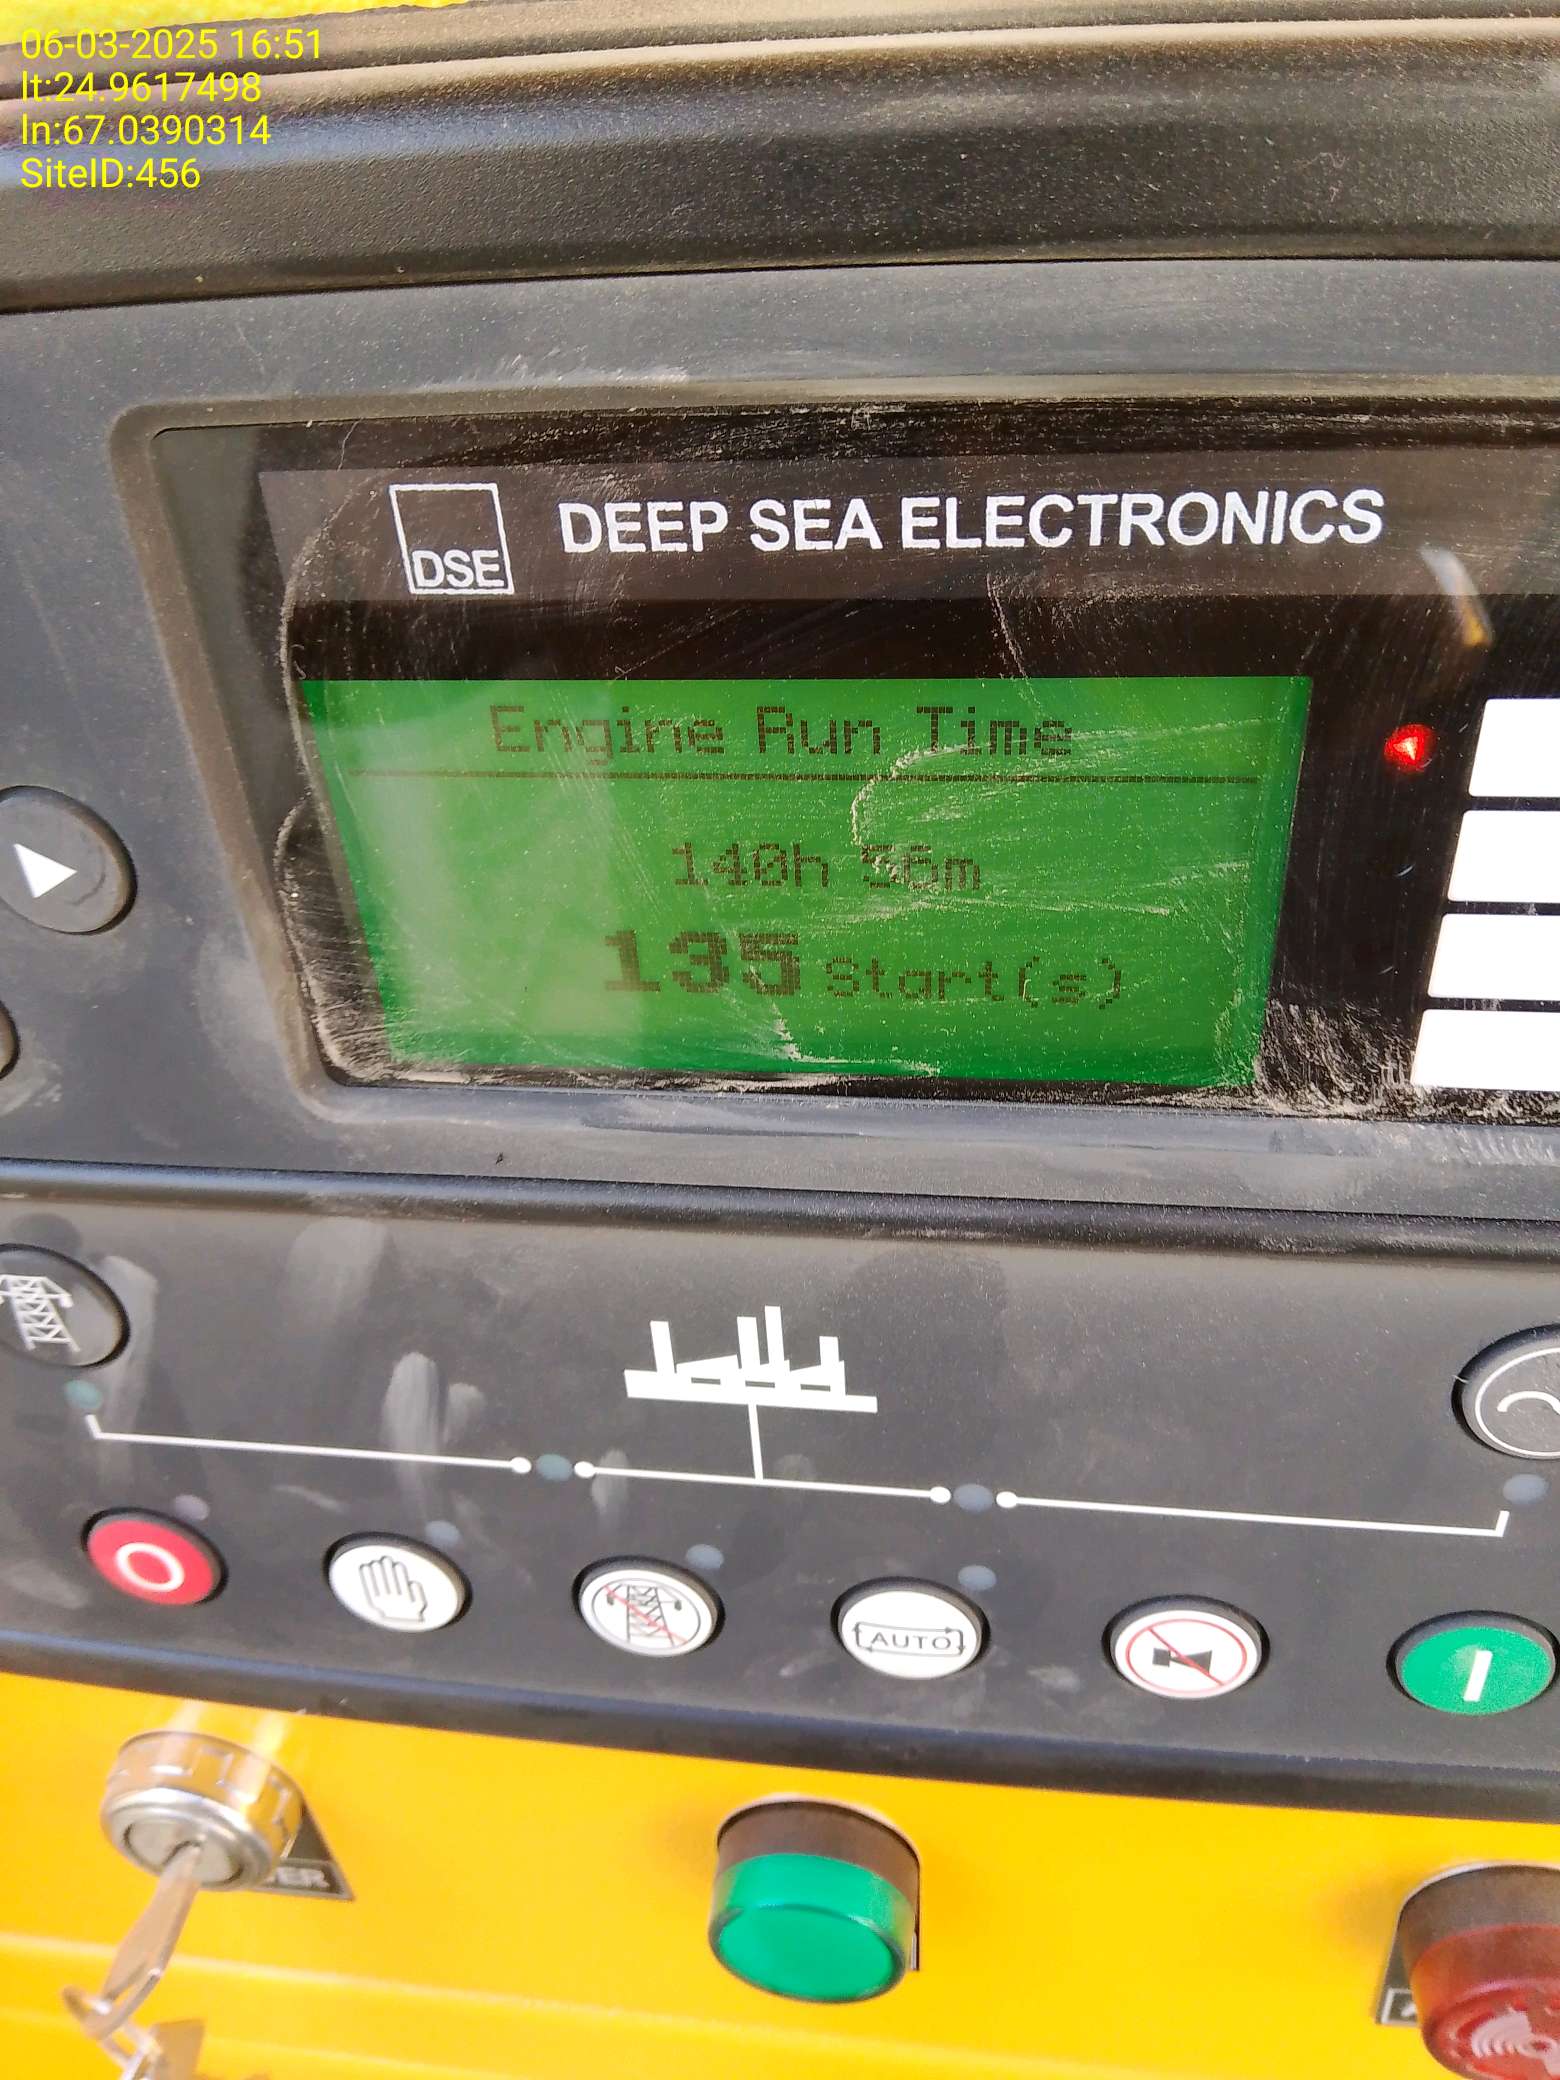 06-03-2025 16:51
lt:24.9617498
ln:67.0390314
SiteID:456
DSE DEEP SEA ELECTRONICS
Engine Run Time
140h
135 Start(s)
AUTO